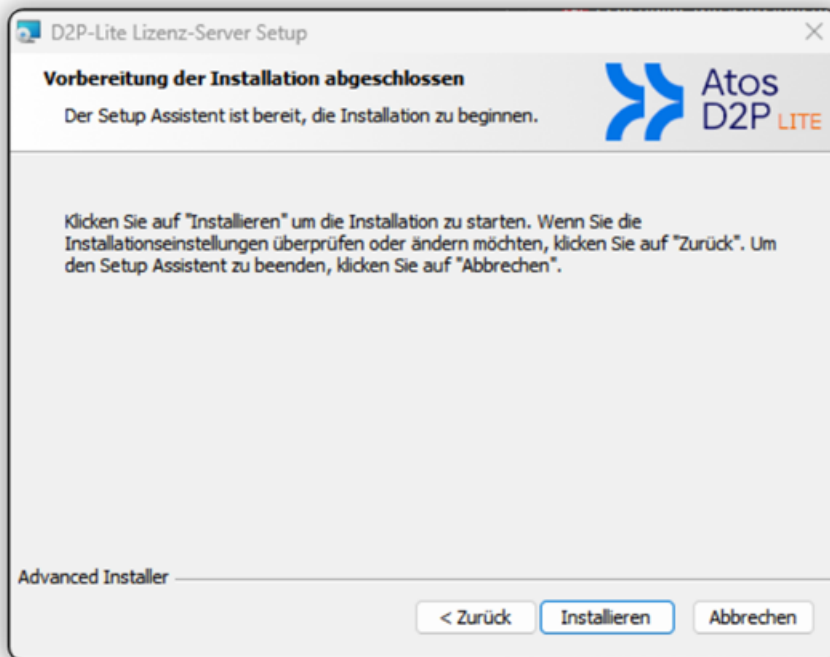 D2P-Lite Lizenz-Server Setup
Vorbereitung der Installation abgeschlossen
Der Setup Assistent ist bereit, die Installation zu beginnen.
Atos
D2P LITE
Klicken Sie auf "Installieren" um die Installation zu starten. Wenn Sie die
Installationseinstellungen überprüfen oder ändern möchten, klicken Sie auf "Zurück". Um
den Setup Assistent zu beenden, klicken Sie auf "Abbrechen".
Advanced Installer
< Zurück Installieren Abbrechen